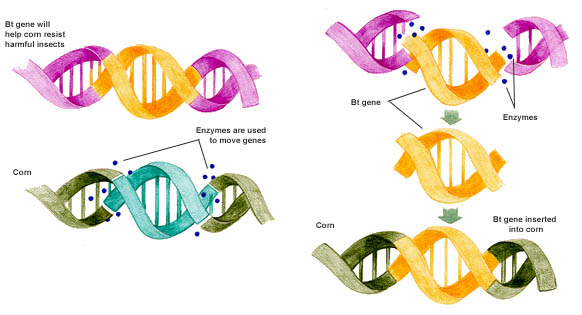 Bt gene will
help corn resist
harmful insects
Enzymes are used
to move genes
Corn
Bt gene
Enzymes
Corn
Bt gene inserted
into corn